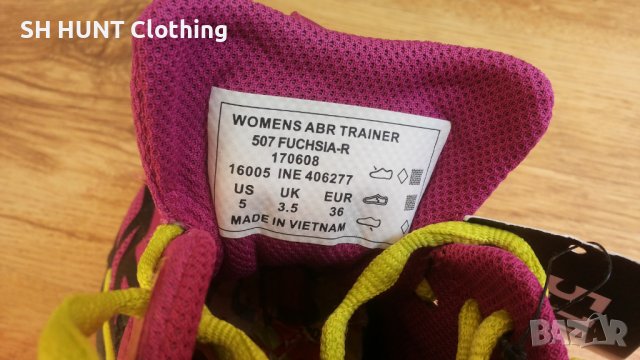 SH HUNT Clothing
WOMENS ABR TRAINER
507 FUCHSIA-R
170608
16005 INE 406277
US UK EUR
5 3.5 36
MADE IN VIETNAM
BAZAR